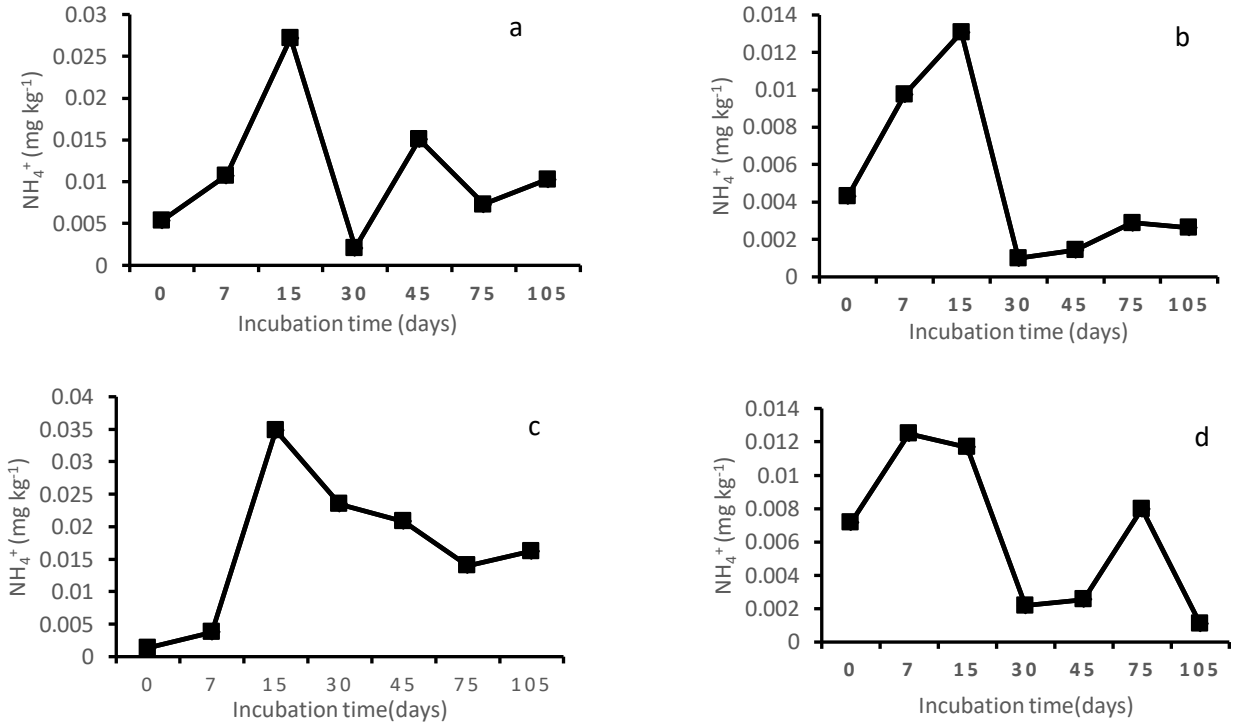 a
NH₄⁺ (mg kg⁻¹)
0.03
0.025
0.02
0.015
0.01
0.005
0
0 7 15 30 45 75 105
Incubation time (days)
b
NH₄⁺ (mg kg⁻¹)
0.014
0.012
0.01
0.008
0.006
0.004
0.002
0
0 7 15 30 45 75 105
Incubation time (days)
c
NH₄⁺ (mg kg⁻¹)
0.04
0.035
0.03
0.025
0.02
0.015
0.01
0.005
0
0 7 15 30 45 75 105
Incubation time(days)
d
NH₄⁺ (mg kg⁻¹)
0.014
0.012
0.01
0.008
0.006
0.004
0.002
0
0 7 15 30 45 75 105
Incubation time(days)